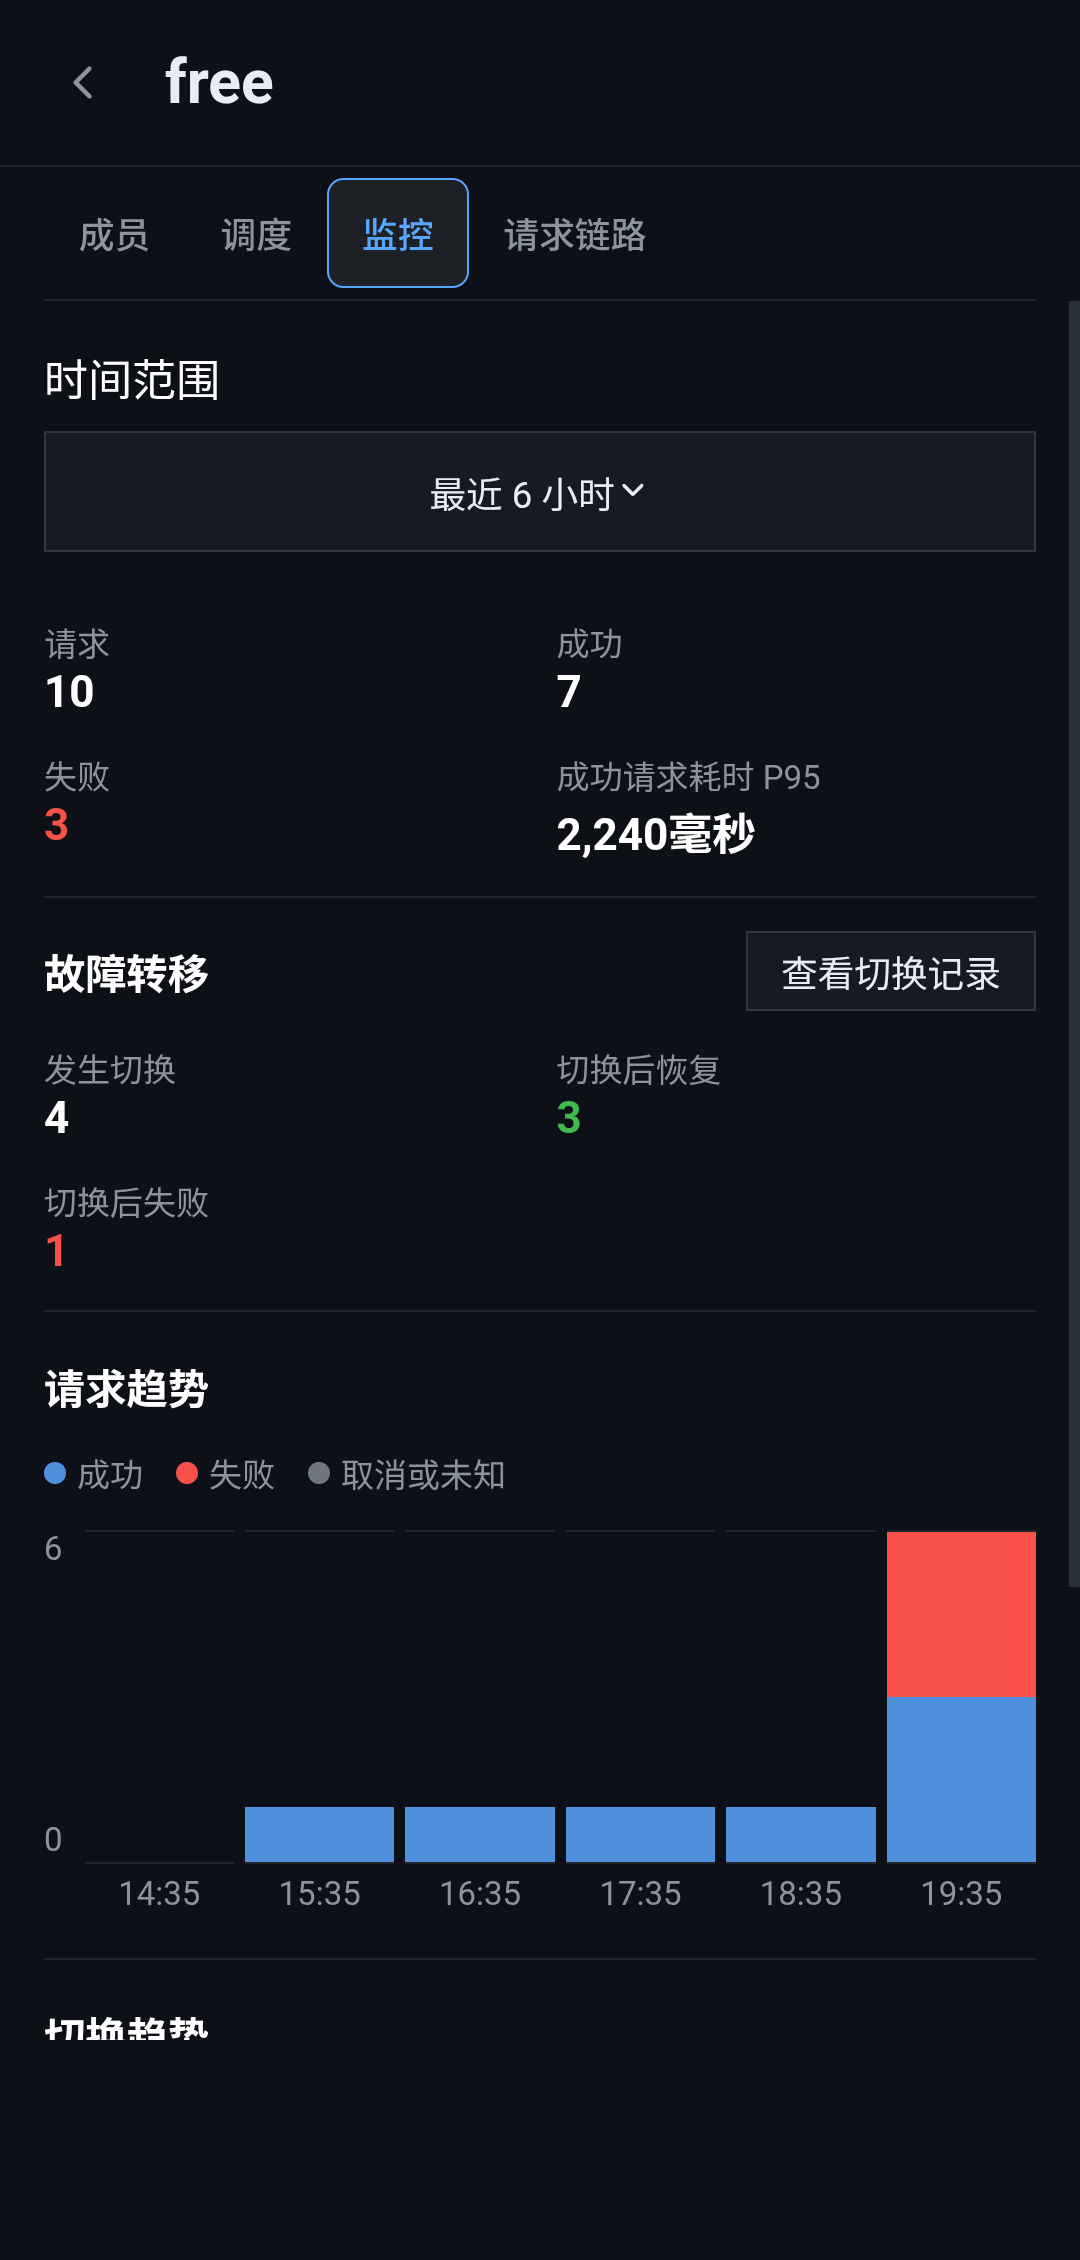 free
成员 调度 监控 请求链路
时间范围
最近 6 小时
请求 成功
10 7
失败 成功请求耗时 P95
3 2,240毫秒
故障转移 查看切换记录
发生切换 切换后恢复
4 3
切换后失败
1
请求趋势
成功 失败 取消或未知
6
0
14:35 15:35 16:35 17:35 18:35 19:35
切换趋势